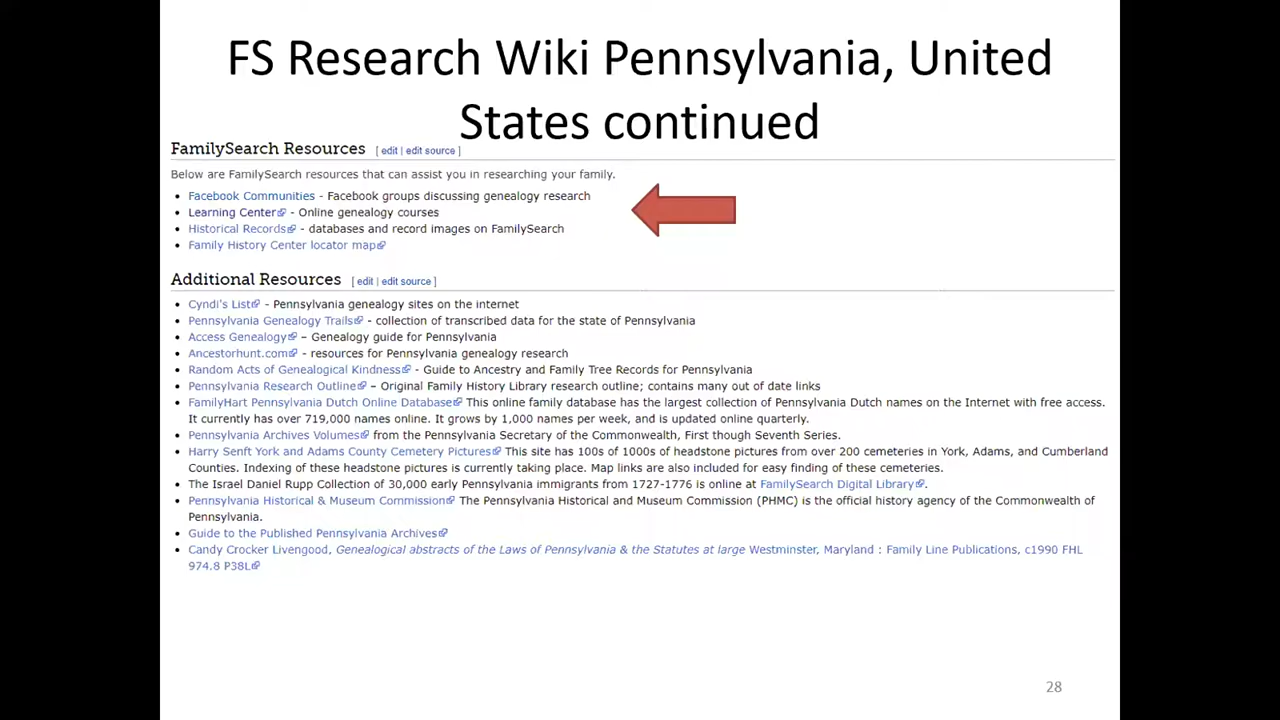 FS Research Wiki Pennsylvania, United
States continued
FamilySearch Resources [ edit | edit source ]
Below are FamilySearch resources that can assist you in researching your family.
• Facebook Communities - Facebook groups discussing genealogy research
• Learning Center - Online genealogy courses
• Historical Records - databases and record images on FamilySearch
• Family History Center locator map
Additional Resources [ edit | edit source ]
• Cyndi's List - Pennsylvania genealogy sites on the internet
• Pennsylvania Genealogy Trails - collection of transcribed data for the state of Pennsylvania
• Access Genealogy – Genealogy guide for Pennsylvania
• Ancestorhunt.com - resources for Pennsylvania genealogy research
• Random Acts of Genealogical Kindness - Guide to Ancestry and Family Tree Records for Pennsylvania
• Pennsylvania Research Outline – Original Family History Library research outline; contains many out of date links
• FamilyHart Pennsylvania Dutch Online Database This online family database has the largest collection of Pennsylvania Dutch names on the Internet with free access.
It currently has over 719,000 names online. It grows by 1,000 names per week, and is updated online quarterly.
• Pennsylvania Archives Volumes from the Pennsylvania Secretary of the Commonwealth, First though Seventh Series.
• Harry Senft York and Adams County Cemetery Pictures This site has 100s of 1000s of headstone pictures from over 200 cemeteries in York, Adams, and Cumberland
Counties. Indexing of these headstone pictures is currently taking place. Map links are also included for easy finding of these cemeteries.
• The Israel Daniel Rupp Collection of 30,000 early Pennsylvania immigrants from 1727-1776 is online at FamilySearch Digital Library.
• Pennsylvania Historical & Museum Commission The Pennsylvania Historical and Museum Commission (PHMC) is the official history agency of the Commonwealth of
Pennsylvania.
• Guide to the Published Pennsylvania Archives
• Candy Crocker Livengood, Genealogical abstracts of the Laws of Pennsylvania & the Statutes at large Westminster, Maryland : Family Line Publications, c1990 FHL
974.8 P38L
28